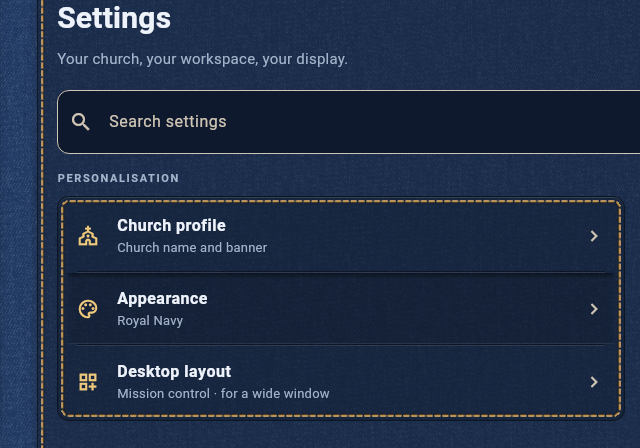 Settings
Your church, your workspace, your display.
Search settings
PERSONALISATION
Church profile
Church name and banner
Appearance
Royal Navy
Desktop layout
Mission control · for a wide window